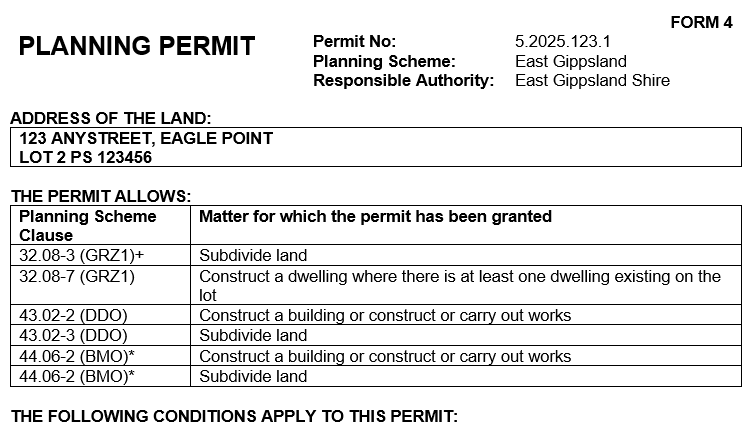 FORM 4
PLANNING PERMIT
Permit No: 5.2025.123.1
Planning Scheme: East Gippsland
Responsible Authority: East Gippsland Shire
ADDRESS OF THE LAND:
123 ANYSTREET, EAGLE POINT
LOT 2 PS 123456
THE PERMIT ALLOWS:
Planning Scheme
Clause
Matter for which the permit has been granted
32.08-3 (GRZ1)+ Subdivide land
32.08-7 (GRZ1) Construct a dwelling where there is at least one dwelling existing on the
lot
43.02-2 (DDO) Construct a building or construct or carry out works
43.02-3 (DDO) Subdivide land
44.06-2 (BMO)* Construct a building or construct or carry out works
44.06-2 (BMO)* Subdivide land
THE FOLLOWING CONDITIONS APPLY TO THIS PERMIT: